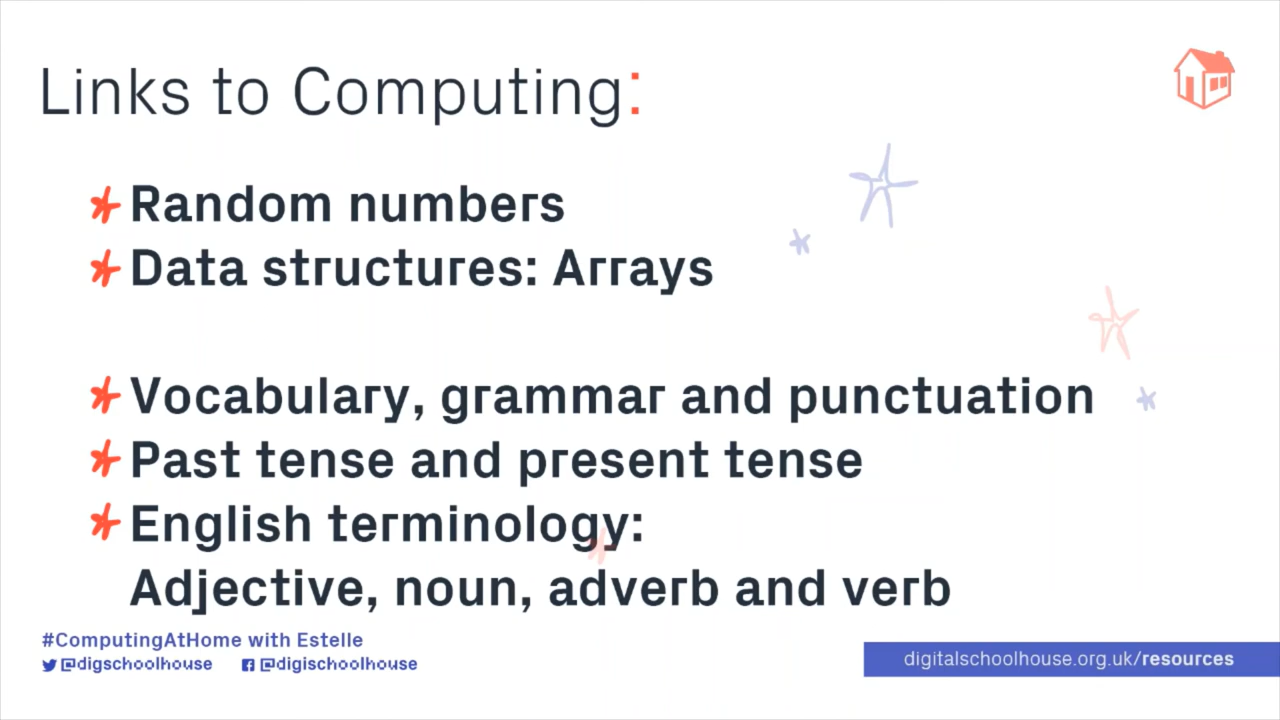 Links to Computing:
Random numbers
Data structures: Arrays
Vocabulary, grammar and punctuation
Past tense and present tense
English terminology:
Adjective, noun, adverb and verb
#ComputingAtHome with Estelle
@digschoolhouse @digischoolhouse
digitalschoolhouse.org.uk/resources